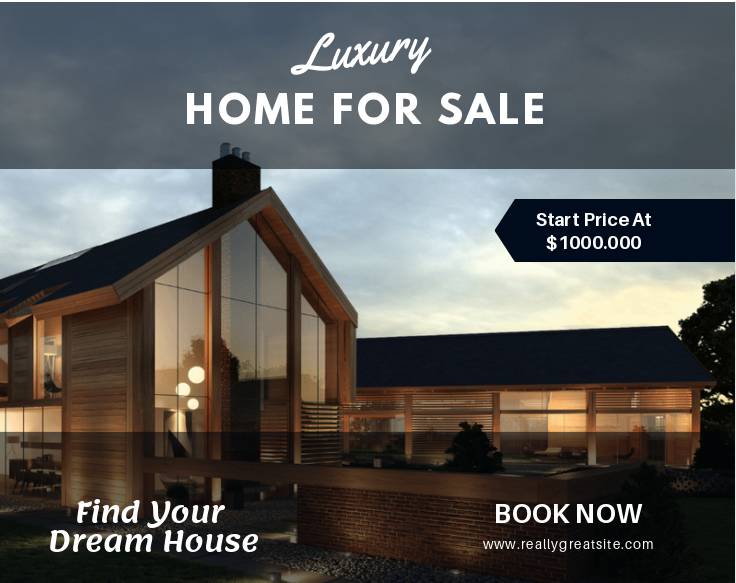 Luxury
HOME FOR SALE
Start Price At
$1000.000
Find Your
Dream House
BOOK NOW
www.reallygreatsite.com